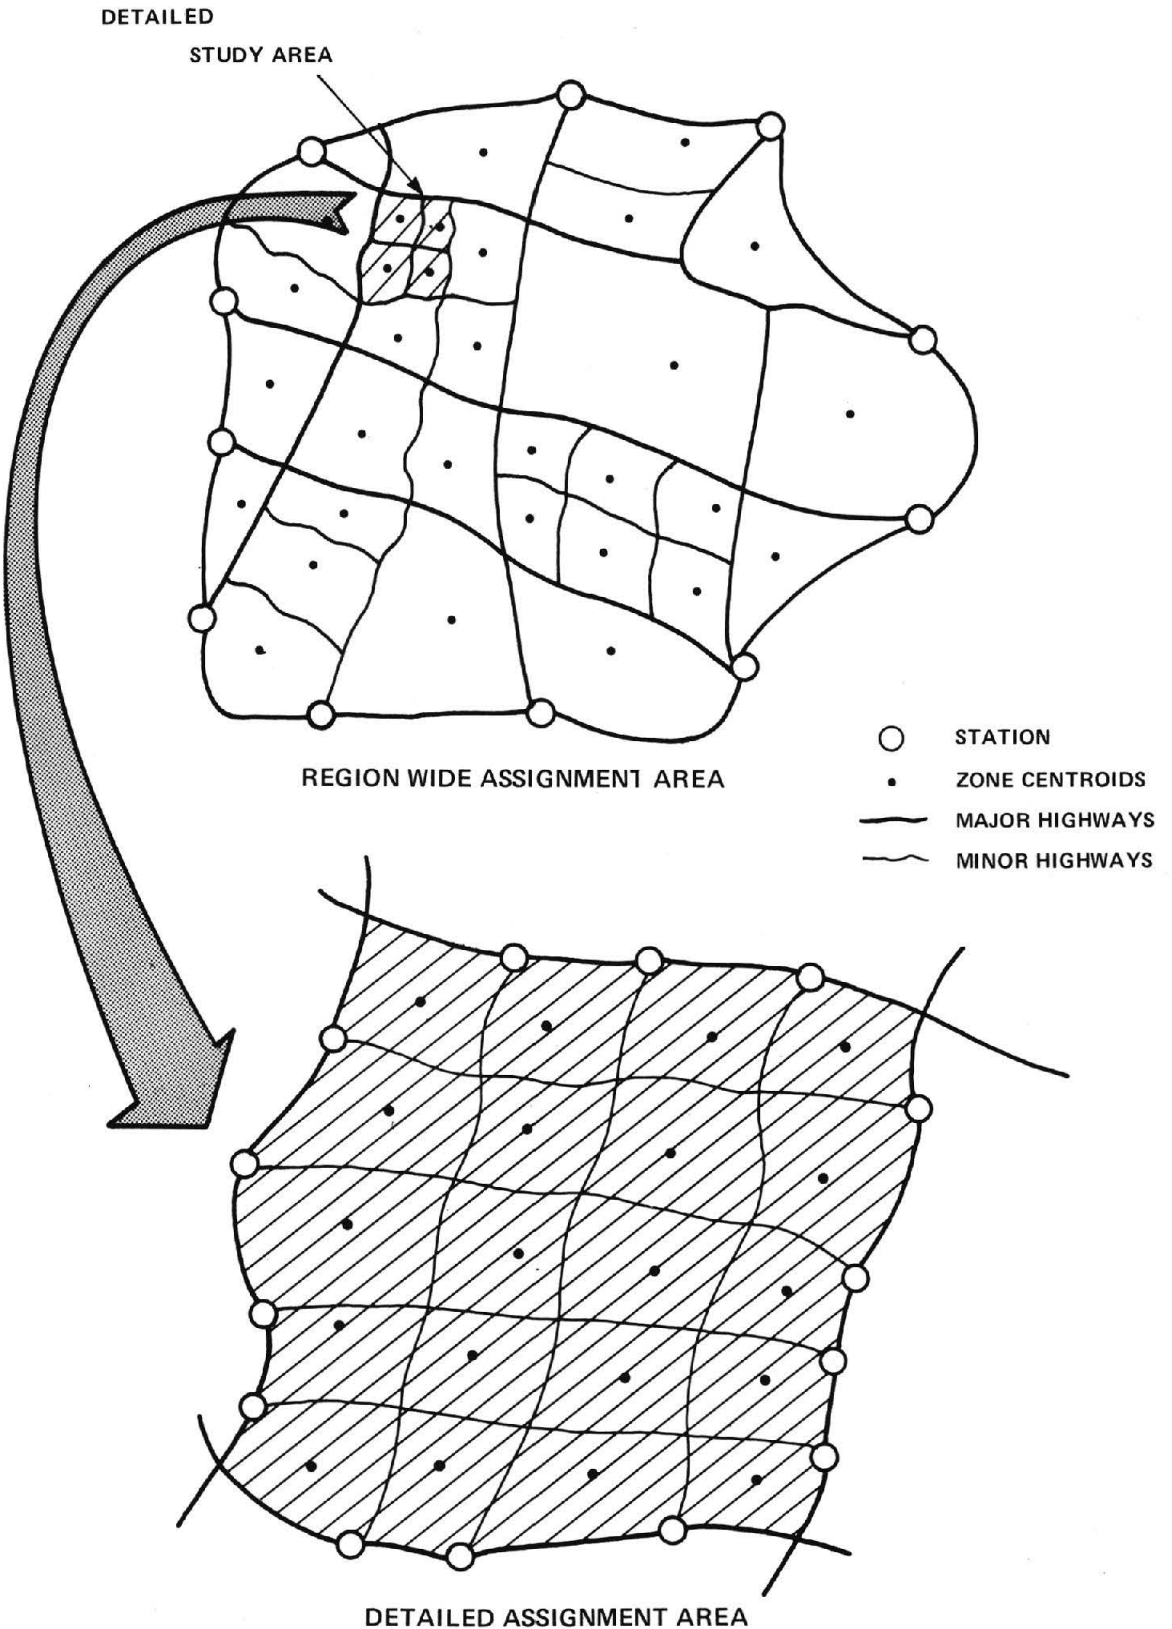 DETAILED
STUDY AREA
REGION WIDE ASSIGNMENT AREA
STATION
ZONE CENTROIDS
MAJOR HIGHWAYS
MINOR HIGHWAYS
DETAILED ASSIGNMENT AREA